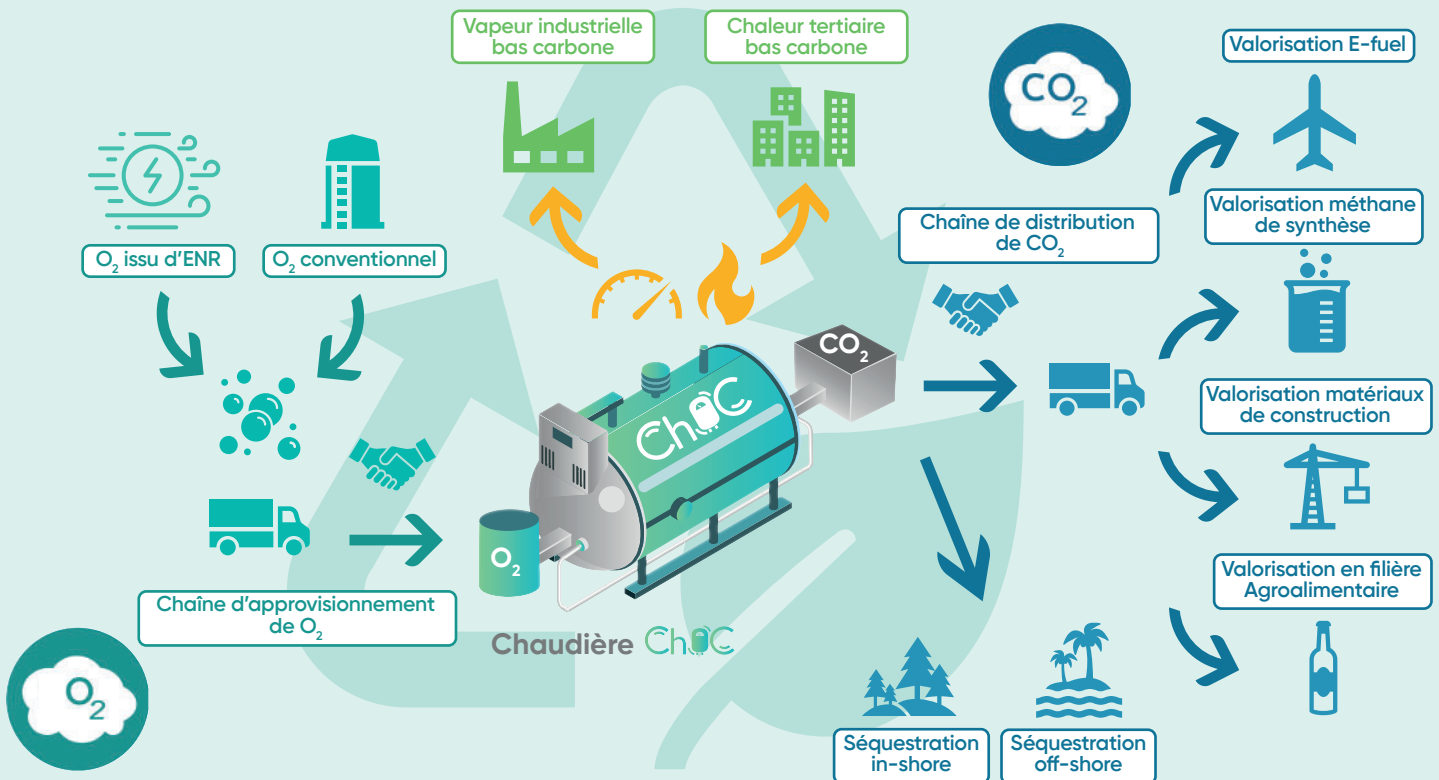 Vapeur industrielle
bas carbone
Chaleur tertiaire
bas carbone
CO₂
Valorisation E-fuel
O₂ issu d'ENR
O₂ conventionnel
Chaîne de distribution
de CO₂
Valorisation méthane
de synthèse
CO₂
ChOC
Valorisation matériaux
de construction
O₂
Chaîne d'approvisionnement
de O₂
Valorisation en filière
Agroalimentaire
Chaudière ChOC
O₂
Séquestration
in-shore
Séquestration
off-shore